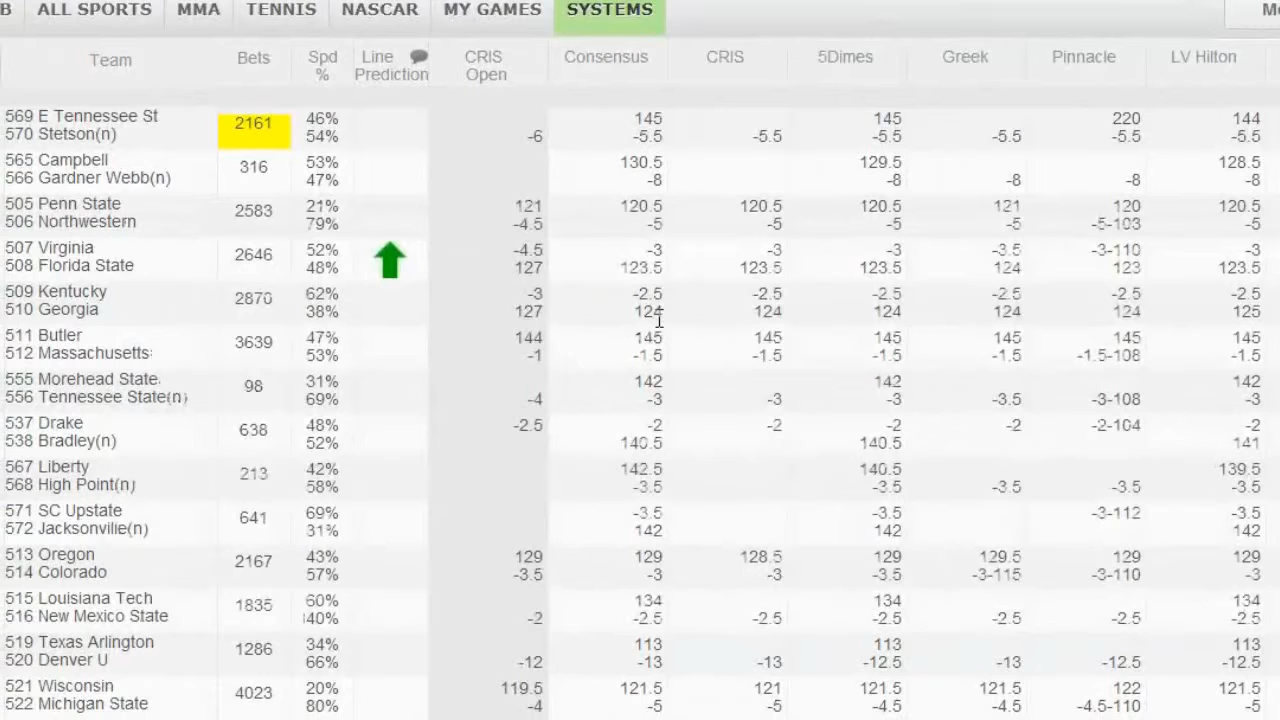 B ALL SPORTS MMA TENNIS NASCAR MY GAMES SYSTEMS
Team Bets Spd % Line Prediction CRIS Open Consensus CRIS 5Dimes Greek Pinnacle LV Hilton
569 E Tennessee St 2161 46% 145 145 220 144
570 Stetson(n) 54% -6 -5.5 -5.5 -5.5 -5.5 -5.5 -5.5
565 Campbell 316 53% 130.5 129.5 128.5
566 Gardner Webb(n) 47% -8 -8 -8 -8 -8
505 Penn State 2583 21% 121 120.5 120.5 120.5 121 120 120.5
506 Northwestern 79% -4.5 -5 -5 -5 -5 -5-103 -5
507 Virginia 2646 52% -4.5 -3 -3 -3 -3.5 -3-110 -3
508 Florida State 48% 127 123.5 123.5 123.5 124 123 123.5
509 Kentucky 2870 62% -3 -2.5 -2.5 -2.5 -2.5 -2.5 -2.5
510 Georgia 38% 127 124 124 124 124 124 125
511 Butler 3639 47% 144 145 145 145 145 145 145
512 Massachusetts 53% -1 -1.5 -1.5 -1.5 -1.5 -1.5-108 -1.5
555 Morehead State 98 31% 142 142 142
556 Tennessee State(n) 69% -4 -3 -3 -3 -3.5 -3-108 -3
537 Drake 638 48% -2.5 -2 -2 -2 -2 -2-104 -2
538 Bradley(n) 52% 140.5 140.5 141
567 Liberty 213 42% 142.5 140.5 139.5
568 High Point(n) 58% -3.5 -3.5 -3.5 -3.5 -3.5
571 SC Upstate 641 69% -3.5 -3.5 -3-112 -3.5
572 Jacksonville(n) 31% 142 142 142
513 Oregon 2167 43% 129 129 128.5 129 129.5 129 129
514 Colorado 57% -3.5 -3 -3 -3.5 -3-115 -3-110 -3
515 Louisiana Tech 1835 60% 134 134 134
516 New Mexico State 40% -2 -2.5 -2.5 -2.5 -2.5 -2.5 -2.5
519 Texas Arlington 1286 34% 113 113 113
520 Denver U 66% -12 -13 -13 -12.5 -13 -12.5 -12.5
521 Wisconsin 4023 20% 119.5 121.5 121 121.5 121.5 122 121.5
522 Michigan State 80% -4 -5 -5 -4.5 -4.5 -4.5-110 -5